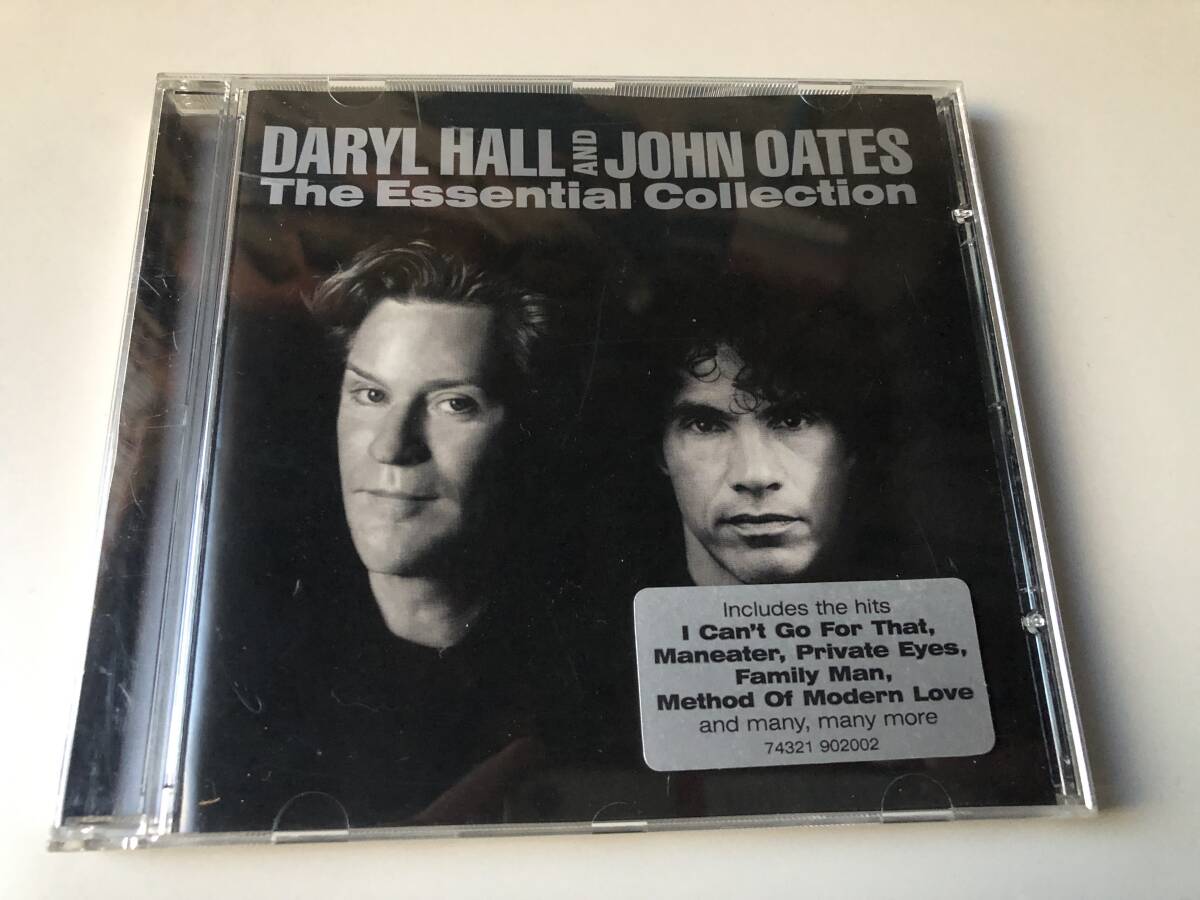 DARYL HALL AND JOHN OATES
The Essential Collection
Includes the hits
I Can't Go For That,
Maneater, Private Eyes,
Family Man,
Method Of Modern Love
and many, many more
74321 902002